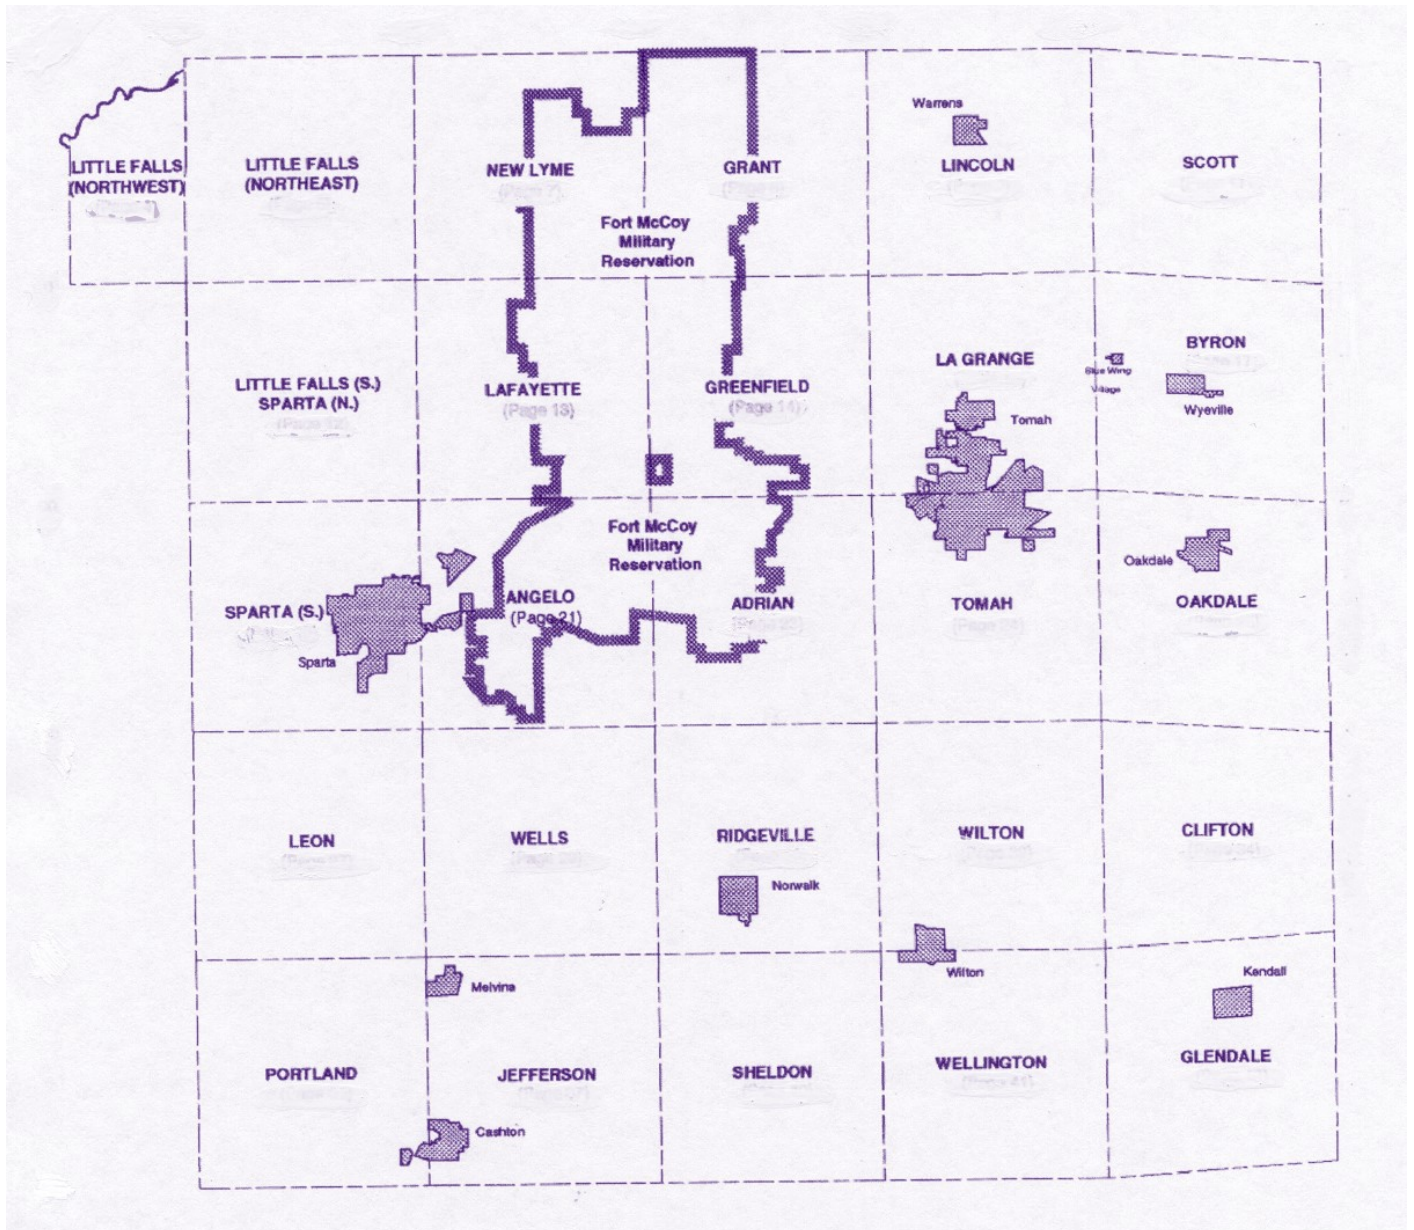 Warrens
LITTLE FALLS
(NORTHWEST)
LITTLE FALLS
(NORTHEAST)
NEW LYME
GRANT
LINCOLN
SCOTT
Fort McCoy
Military
Reservation
LITTLE FALLS (S.)
SPARTA (N.)
LAFAYETTE
(Page 13)
GREENFIELD
(Page 14)
LA GRANGE
Tomah
BYRON
Blue Wing
Village
Wyeville
Fort McCoy
Military
Reservation
SPARTA (S.)
Sparta
ANGELO
(Page 21)
ADRIAN
TOMAH
Oakdale
OAKDALE
LEON
WELLS
RIDGEVILLE
Norwalk
WILTON
CLIFTON
Melvina
Wilton
Kendall
PORTLAND
JEFFERSON
SHELDON
WELLINGTON
GLENDALE
Cashton